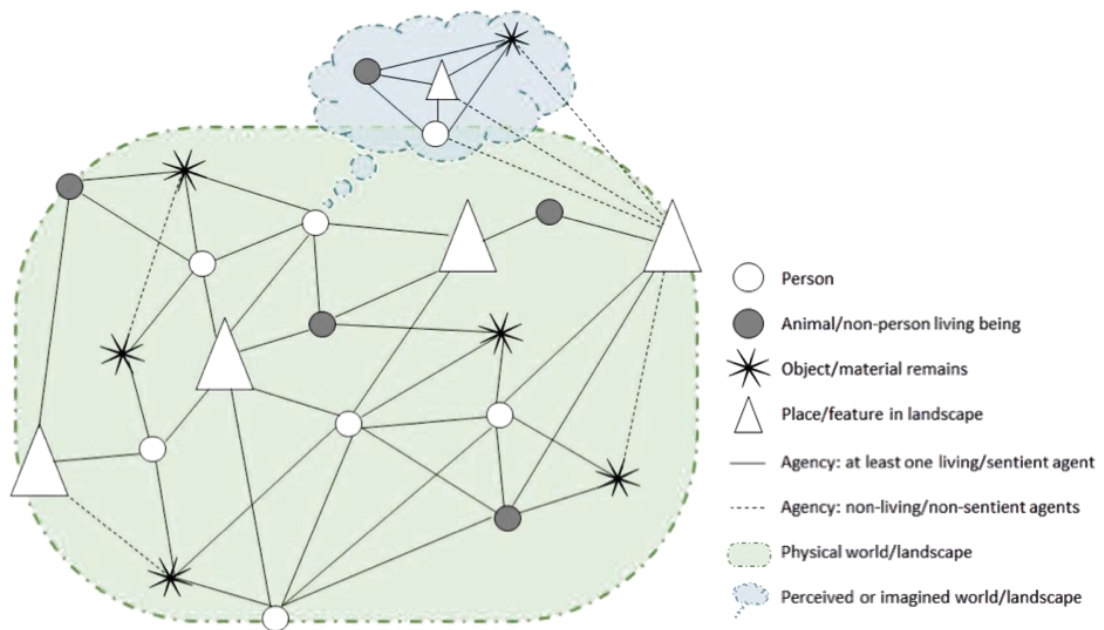 Person
Animal/non-person living being
Object/material remains
Place/feature in landscape
Agency: at least one living/sentient agent
Agency: non-living/non-sentient agents
Physical world/landscape
Perceived or imagined world/landscape